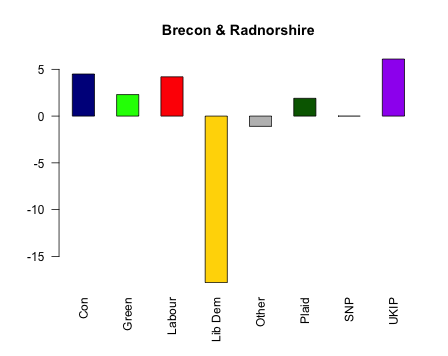 Brecon & Radnorshire
5
0
-5
-10
-15
Con
Green
Labour
Lib Dem
Other
Plaid
SNP
UKIP